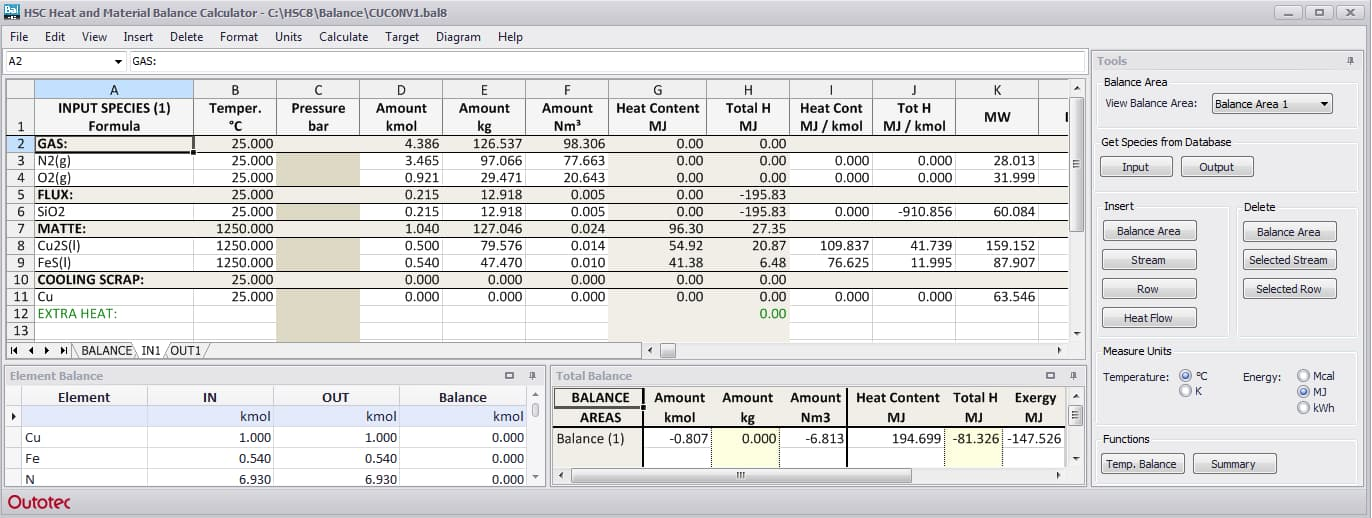 Bal HSC Heat and Material Balance Calculator - C:\HSC8\Balance\CUCONV1.bal8
File Edit View Insert Delete Format Units Calculate Target Diagram Help
A2 GAS:
A B C D E F G H I J K
1 INPUT SPECIES (1) Temper. Pressure Amount Amount Amount Heat Content Total H Heat Cont Tot H MW
Formula °C bar kmol kg Nm³ MJ MJ MJ / kmol MJ / kmol
2 GAS: 25.000 4.386 126.537 98.306 0.00 0.00
3 N2(g) 25.000 3.465 97.066 77.663 0.00 0.00 0.000 0.000 28.013
4 O2(g) 25.000 0.921 29.471 20.643 0.00 0.00 0.000 0.000 31.999
5 FLUX: 25.000 0.215 12.918 0.005 0.00 -195.83
6 SiO2 25.000 0.215 12.918 0.005 0.00 -195.83 0.000 -910.856 60.084
7 MATTE: 1250.000 1.040 127.046 0.024 96.30 27.35
8 Cu2S(l) 1250.000 0.500 79.576 0.014 54.92 20.87 109.837 41.739 159.152
9 FeS(l) 1250.000 0.540 47.470 0.010 41.38 6.48 76.625 11.995 87.907
10 COOLING SCRAP: 25.000 0.000 0.000 0.000 0.00 0.00
11 Cu 25.000 0.000 0.000 0.000 0.00 0.00 0.000 0.000 63.546
12 EXTRA HEAT: 0.00
13
BALANCE IN1 OUT1
Element Balance
Element IN OUT Balance
kmol kmol kmol
Cu 1.000 1.000 0.000
Fe 0.540 0.540 0.000
N 6.930 6.930 0.000
Total Balance
BALANCE Amount Amount Amount Heat Content Total H Exergy
AREAS kmol kg Nm3 MJ MJ MJ
Balance (1) -0.807 0.000 -6.813 194.699 -81.326 -147.526
Tools
Balance Area
View Balance Area: Balance Area 1
Get Species from Database
Input Output
Insert Delete
Balance Area Balance Area
Stream Selected Stream
Row Selected Row
Heat Flow
Measure Units
Temperature: °C Energy: Mcal
K MJ
kWh
Functions
Temp. Balance Summary
Outotec